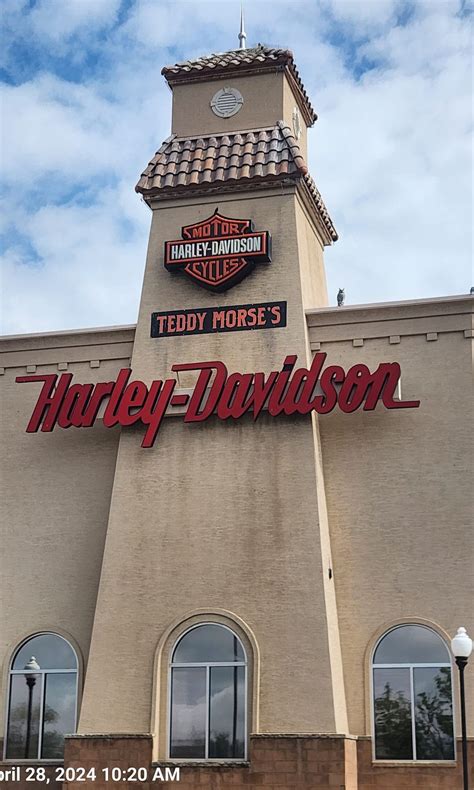 MOTOR
HARLEY-DAVIDSON
CYCLES
TEDDY MORSE'S
Harley-Davidson
pril 28, 2024 10:20 AM